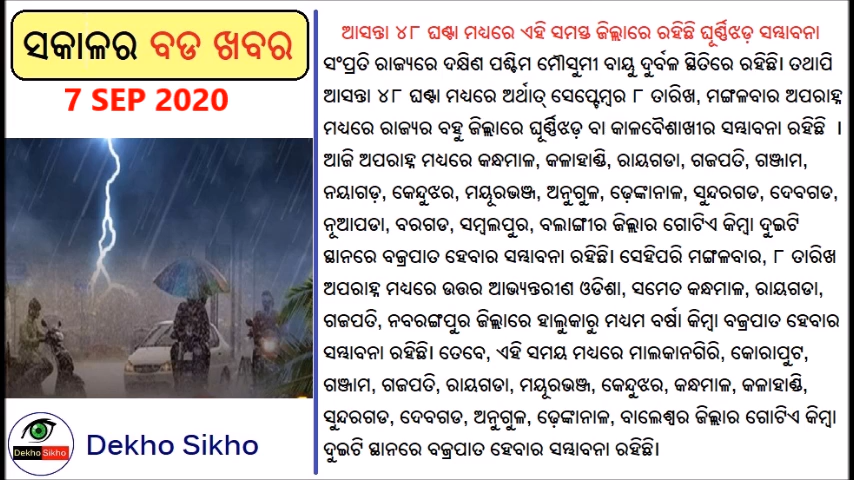 ସକାଳର ବଡ ଖବର
7 SEP 2020
Dekho Sikho
Dekho Sikho
ଆସନ୍ତା ୪୮ ଘଣ୍ଟା ମଧ୍ୟରେ ଏହି ସମସ୍ତ ଜିଲ୍ଲାରେ ରହିଛି ଘୂର୍ଣ୍ଣିଝଡ଼ ସମ୍ଭାବନା
ସଂପ୍ରତି ରାଜ୍ୟରେ ଦକ୍ଷିଣ ପଶ୍ଚିମ ମୌସୁମୀ ବାୟୁ ଦୁର୍ବଳ ସ୍ଥିତିରେ ରହିଛି। ତଥାପି
ଆସନ୍ତା ୪୮ ଘଣ୍ଟା ମଧ୍ୟରେ ଅର୍ଥାତ୍ ସେପ୍ଟେମ୍ବର ୮ ତାରିଖ, ମଙ୍ଗଳବାର ଅପରାହ୍ନ
ମଧ୍ୟରେ ରାଜ୍ୟର ବହୁ ଜିଲ୍ଲାରେ ଘୂର୍ଣ୍ଣିଝଡ଼ ବା କାଳବୈଶାଖୀର ସମ୍ଭାବନା ରହିଛି ।
ଆଜି ଅପରାହ୍ନ ମଧ୍ୟରେ କନ୍ଧମାଳ, କଳାହାଣ୍ଡି, ରାୟଗଡା, ଗଜପତି, ଗଞ୍ଜାମ,
ନୟାଗଡ଼, କେନ୍ଦୁଝର, ମୟୂରଭଞ୍ଜ, ଅନୁଗୁଳ, ଢ଼େଙ୍କାନାଳ, ସୁନ୍ଦରଗଡ, ଦେବଗଡ,
ନୂଆପଡା, ବରଗଡ, ସମ୍ବଲପୁର, ବଲାଙ୍ଗୀର ଜିଲ୍ଲାର ଗୋଟିଏ କିମ୍ବା ଦୁଇଟି
ସ୍ଥାନରେ ବଜ୍ରପାତ ହେବାର ସମ୍ଭାବନା ରହିଛି। ସେହିପରି ମଙ୍ଗଳବାର, ୮ ତାରିଖ
ଅପରାହ୍ନ ମଧ୍ୟରେ ଉତ୍ତର ଆଭ୍ୟନ୍ତରୀଣ ଓଡିଶା, ସମେତ କନ୍ଧମାଳ, ରାୟଗଡା,
ଗଜପତି, ନବରଙ୍ଗପୁର ଜିଲ୍ଲାରେ ହାଲୁକାରୁ ମଧ୍ୟମ ବର୍ଷା କିମ୍ବା ବଜ୍ରପାତ ହେବାର
ସମ୍ଭାବନା ରହିଛି। ତେବେ, ଏହି ସମୟ ମଧ୍ୟରେ ମାଲକାନଗିରି, କୋରାପୁଟ,
ଗଞ୍ଜାମ, ଗଜପତି, ରାୟଗଡା, ମୟୂରଭଞ୍ଜ, କେନ୍ଦୁଝର, କନ୍ଧମାଳ, କଳାହାଣ୍ଡି,
ସୁନ୍ଦରଗଡ, ଦେବଗଡ, ଅନୁଗୁଳ, ଢ଼େଙ୍କାନାଳ, ବାଲେଶ୍ୱର ଜିଲ୍ଲାର ଗୋଟିଏ କିମ୍ବା
ଦୁଇଟି ସ୍ଥାନରେ ବଜ୍ରପାତ ହେବାର ସମ୍ଭାବନା ରହିଛି।